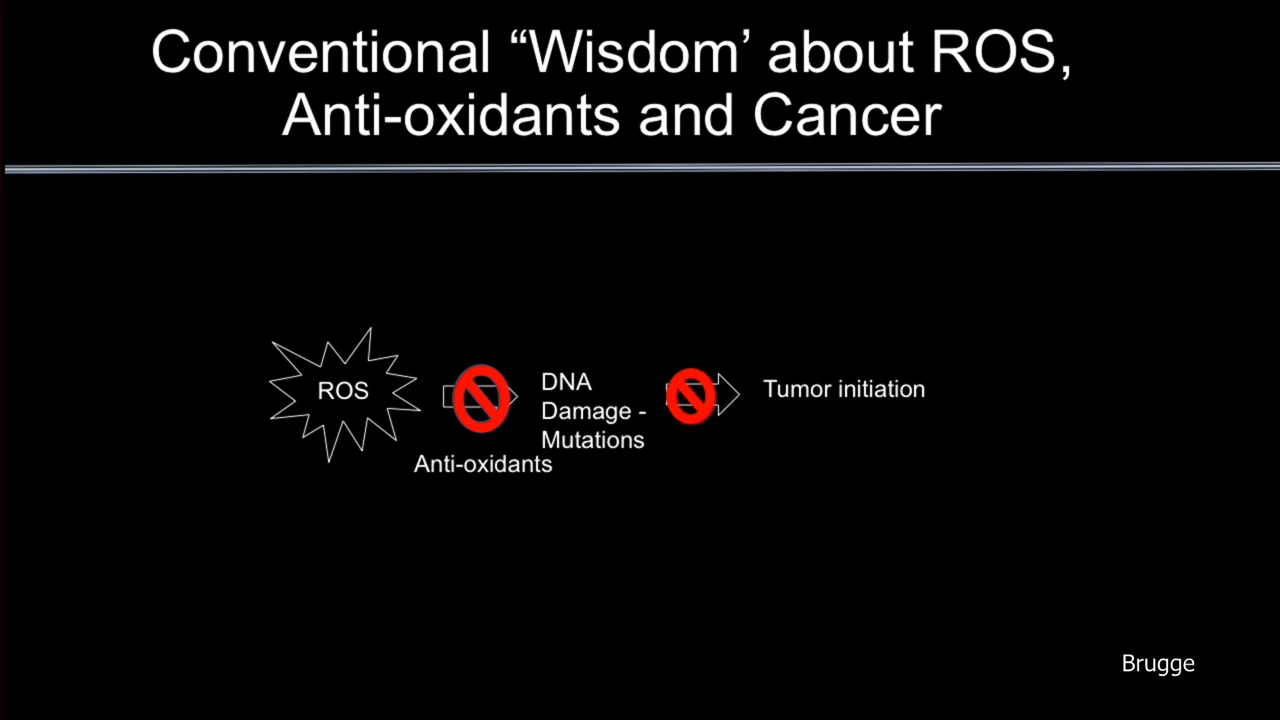 Conventional “Wisdom’ about ROS,
Anti-oxidants and Cancer
ROS
DNA
Damage -
Mutations
Anti-oxidants
Tumor initiation
Brugge